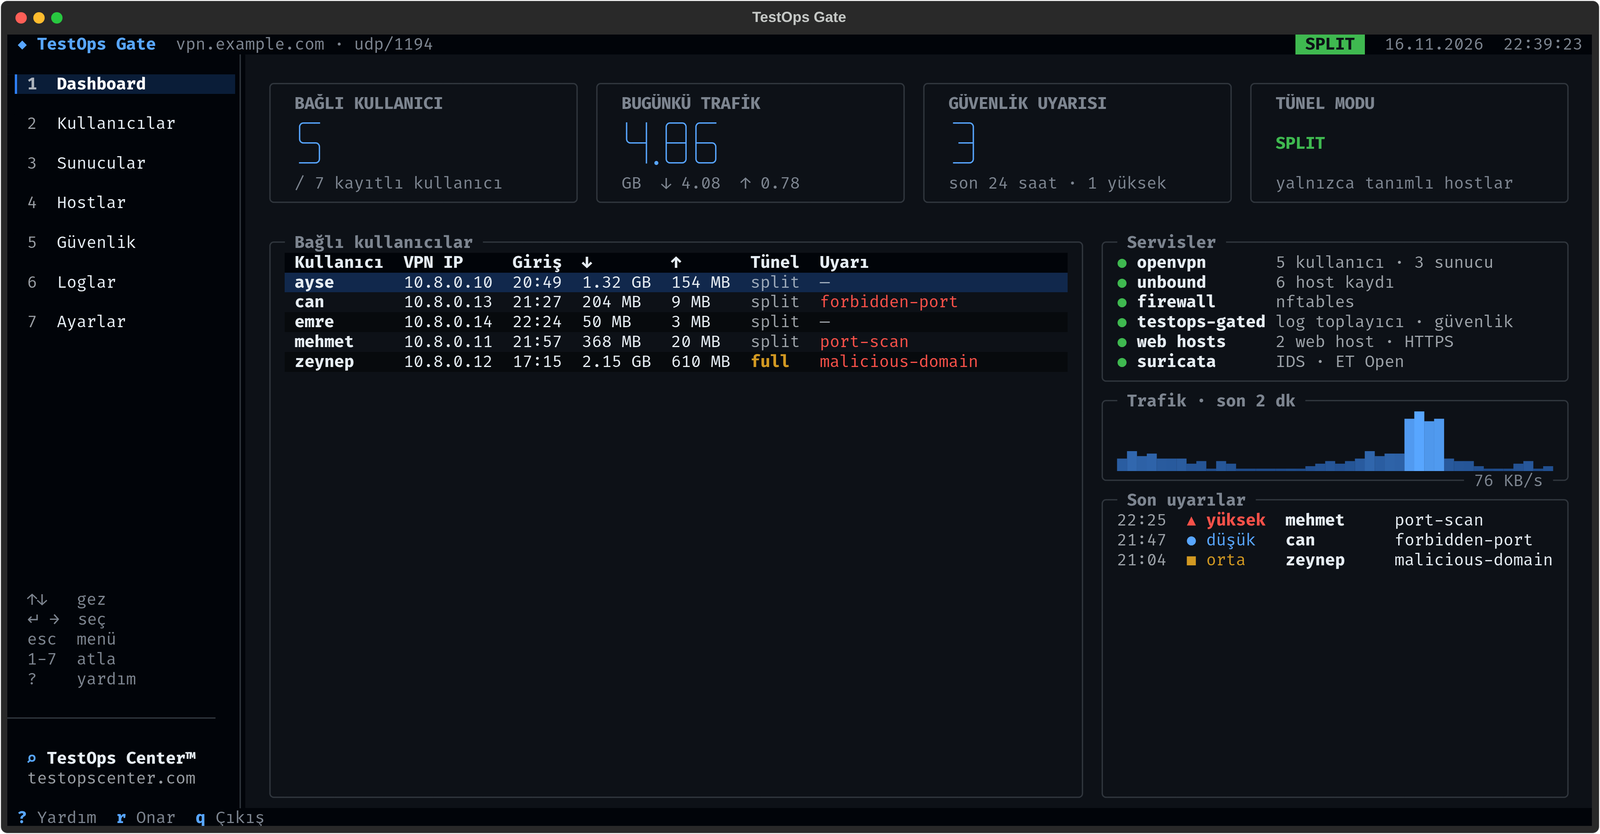 TestOps Gate
◆ TestOps Gate vpn.example.com · udp/1194 SPLIT 16.11.2026 22:39:23
1 Dashboard
2 Kullanıcılar
3 Sunucular
4 Hostlar
5 Güvenlik
6 Loglar
7 Ayarlar
↑↓ gez
↵ → seç
esc menü
1-7 atla
? yardım
⌕ TestOps Center™
testopscenter.com
BAĞLI KULLANICI
5
/ 7 kayıtlı kullanıcı
BUGÜNKÜ TRAFİK
4.86
GB ↓ 4.08 ↑ 0.78
GÜVENLİK UYARISI
3
son 24 saat · 1 yüksek
TÜNEL MODU
SPLIT
yalnızca tanımlı hostlar
Bağlı kullanıcılar
Kullanıcı VPN IP Giriş ↓ ↑ Tünel Uyarı
ayse 10.8.0.10 20:49 1.32 GB 154 MB split —
can 10.8.0.13 21:27 204 MB 9 MB split forbidden-port
emre 10.8.0.14 22:24 50 MB 3 MB split —
mehmet 10.8.0.11 21:57 368 MB 20 MB split port-scan
zeynep 10.8.0.12 17:15 2.15 GB 610 MB full malicious-domain
Servisler
● openvpn 5 kullanıcı · 3 sunucu
● unbound 6 host kaydı
● firewall nftables
● testops-gated log toplayıcı · güvenlik
● web hosts 2 web host · HTTPS
● suricata IDS · ET Open
Trafik · son 2 dk
76 KB/s
Son uyarılar
22:25 ▲ yüksek mehmet port-scan
21:47 ● düşük can forbidden-port
21:04 ■ orta zeynep malicious-domain
? Yardım r Onar q Çıkış